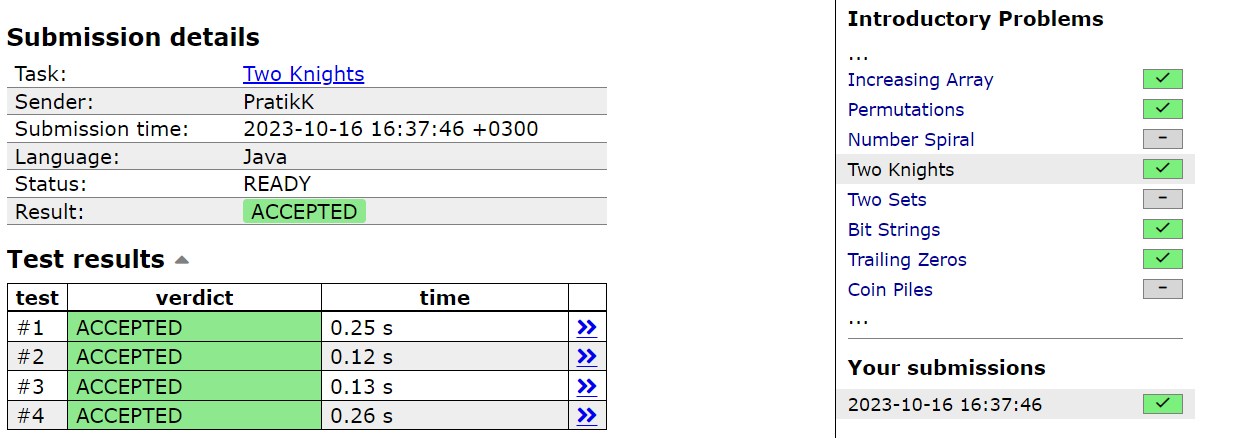 Submission details
Task: Two Knights
Sender: PratikK
Submission time: 2023-10-16 16:37:46 +0300
Language: Java
Status: READY
Result: ACCEPTED
Test results
test verdict time
#1 ACCEPTED 0.25 s >>
#2 ACCEPTED 0.12 s >>
#3 ACCEPTED 0.13 s >>
#4 ACCEPTED 0.26 s >>
Introductory Problems
...
Increasing Array
Permutations
Number Spiral –
Two Knights
Two Sets –
Bit Strings
Trailing Zeros
Coin Piles –
...
Your submissions
2023-10-16 16:37:46